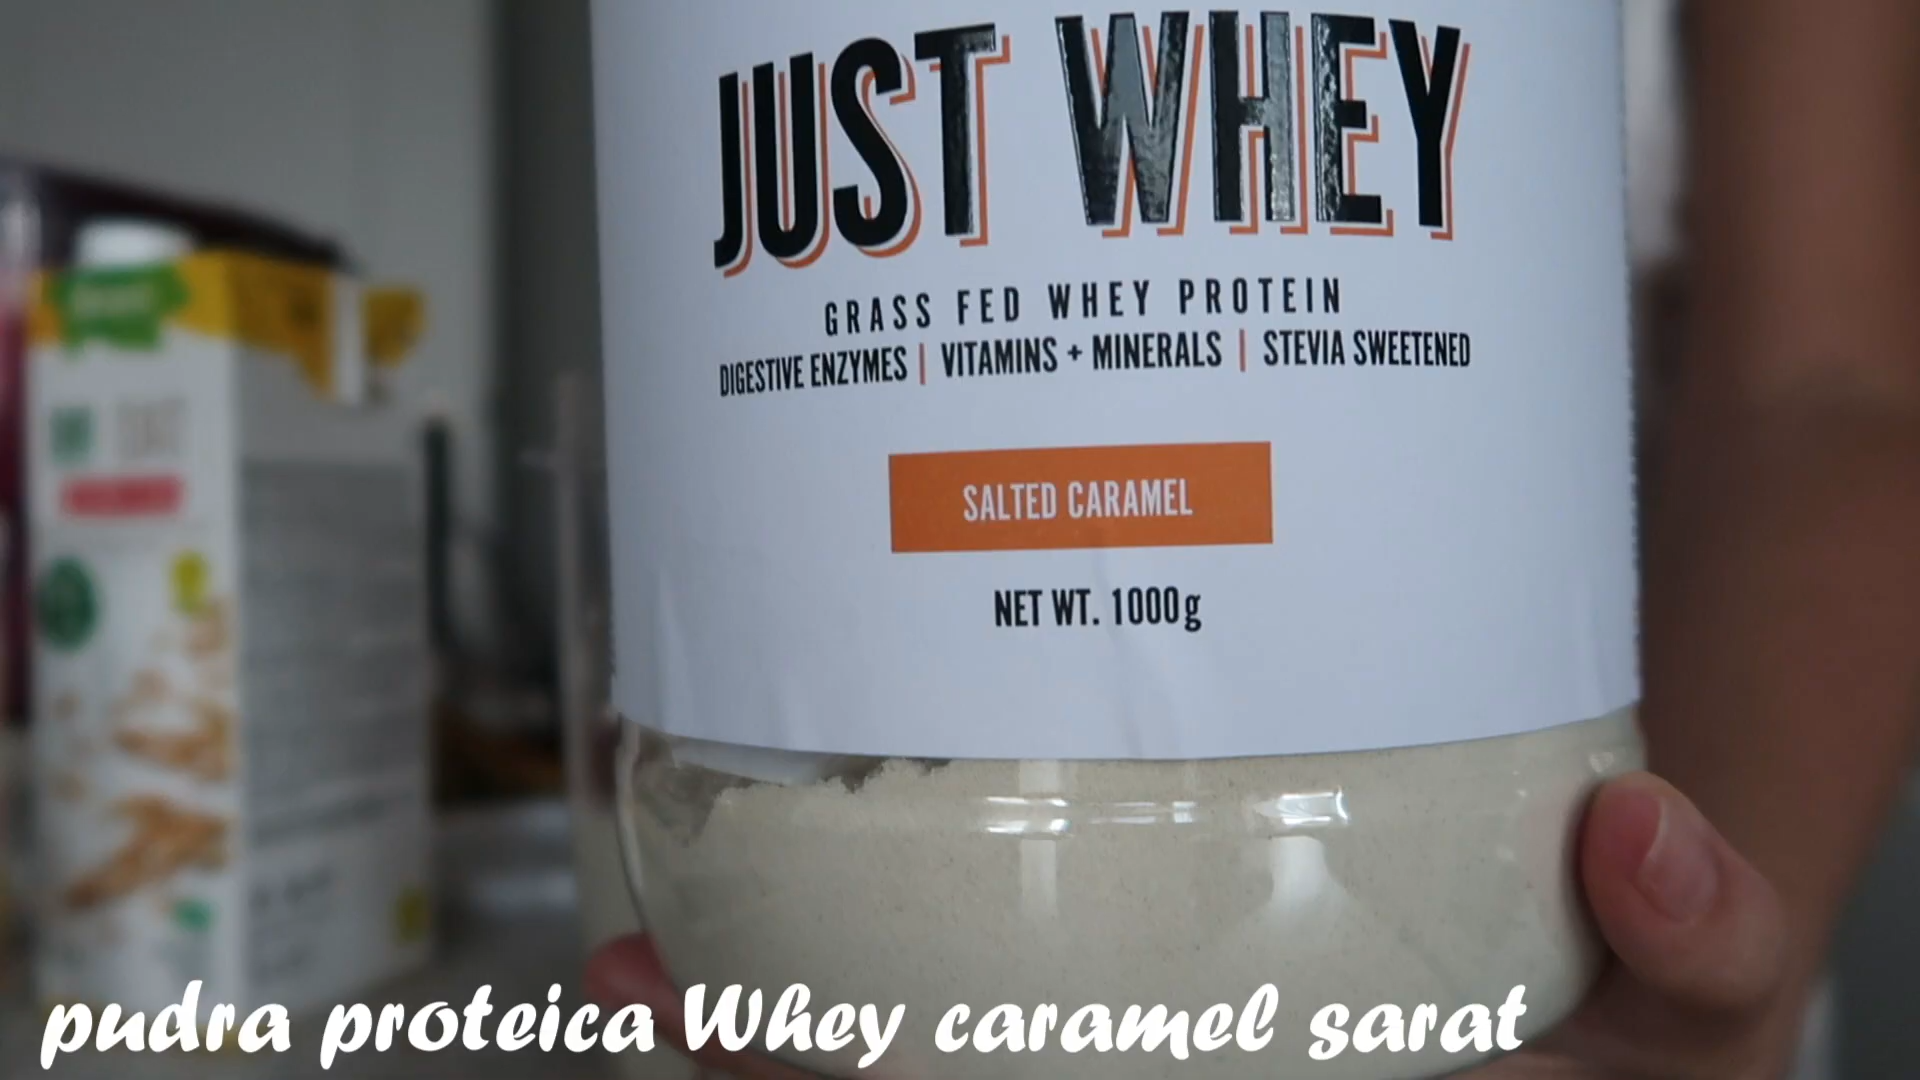 JUST WHEY
GRASS FED WHEY PROTEIN
DIGESTIVE ENZYMES | VITAMINS + MINERALS | STEVIA SWEETENED
SALTED CARAMEL
NET WT. 1000g
pudra proteica Whey caramel sarat